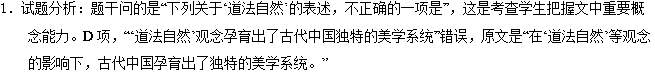 1．试题分析：题干问的是“下列关于‘道法自然’的表述，不正确的一项是”，这是考查学生把握文中重要概
念能力。D 项，“‘道法自然’观念孕育出了古代中国独特的美学系统”错误，原文是“在‘道法自然’等观念
的影响下，古代中国孕育出了独特的美学系统。”